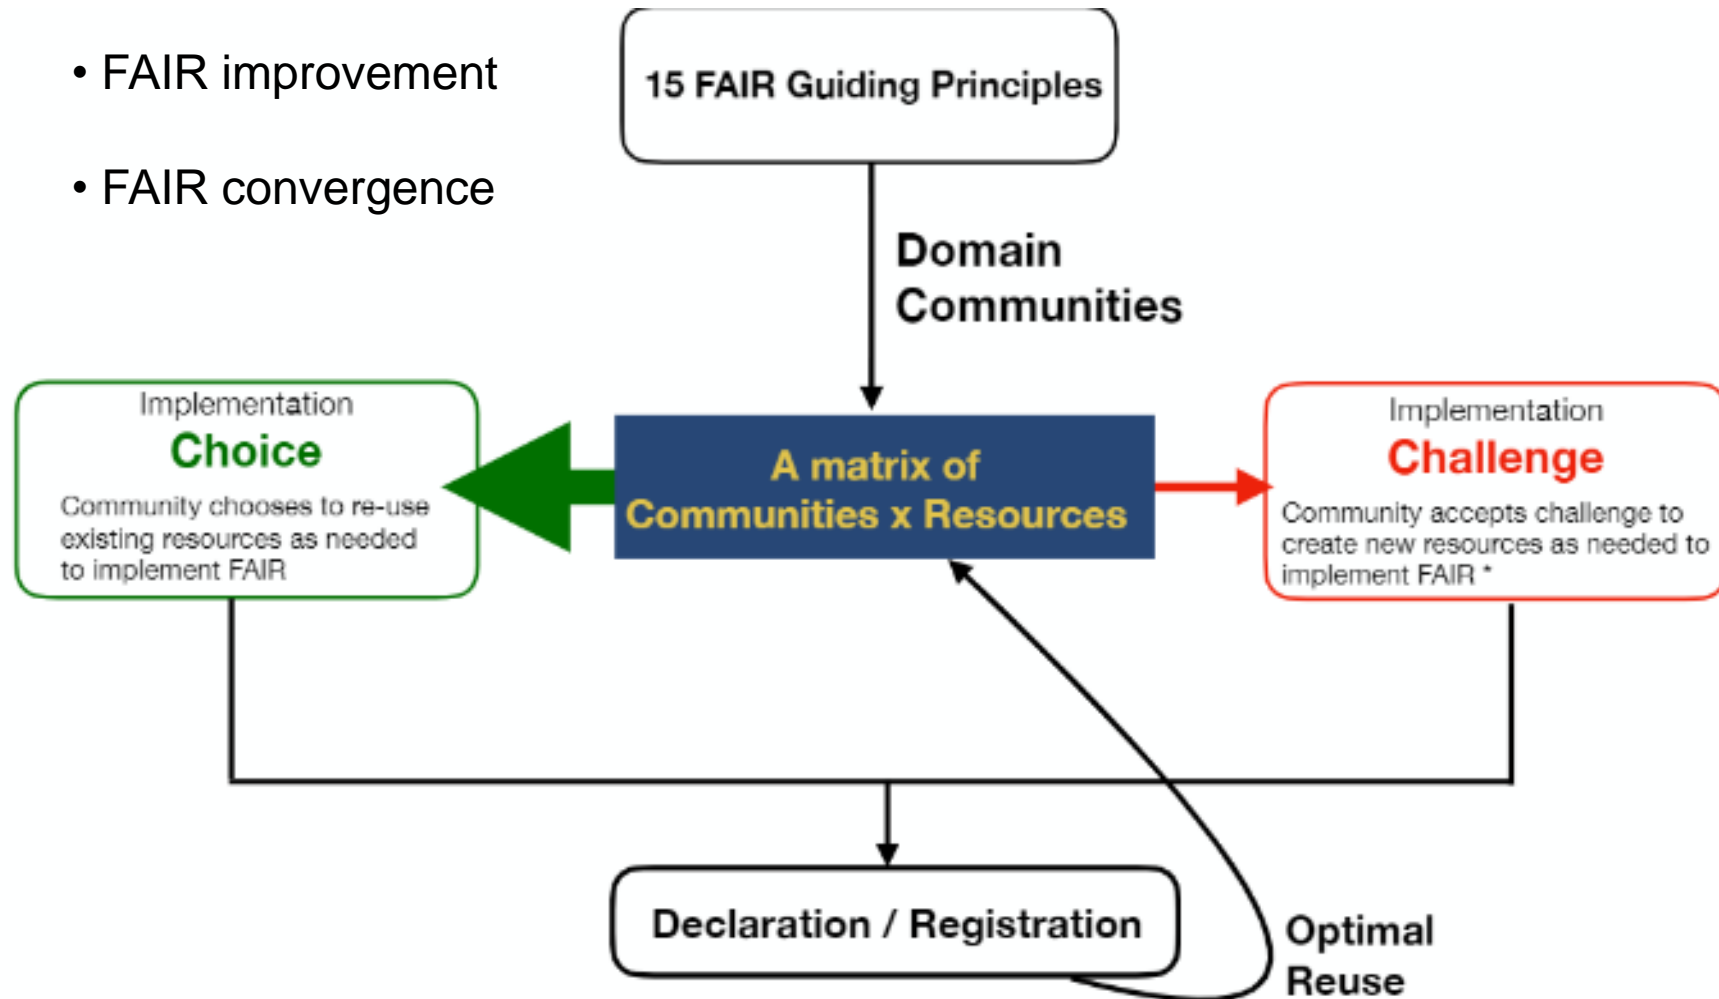 • FAIR improvement
• FAIR convergence
15 FAIR Guiding Principles
Domain
Communities
Implementation
Choice
Community chooses to re-use
existing resources as needed
to implement FAIR
A matrix of
Communities x Resources
Implementation
Challenge
Community accepts challenge to
create new resources as needed to
implement FAIR *
Declaration / Registration
Optimal
Reuse